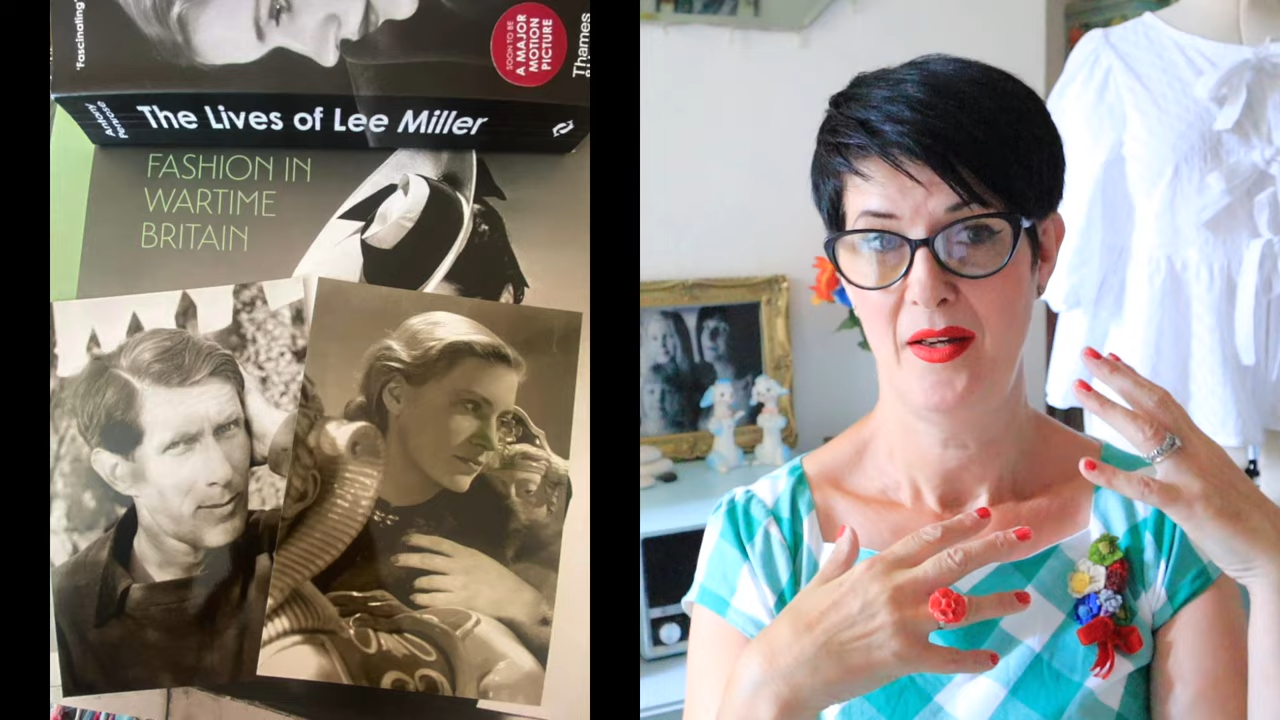 'Fascinating'
SOON TO BE
A MAJOR
MOTION
PICTURE
Thames
Antony
Penrose
The Lives of Lee Miller
FASHION IN
WARTIME
BRITAIN